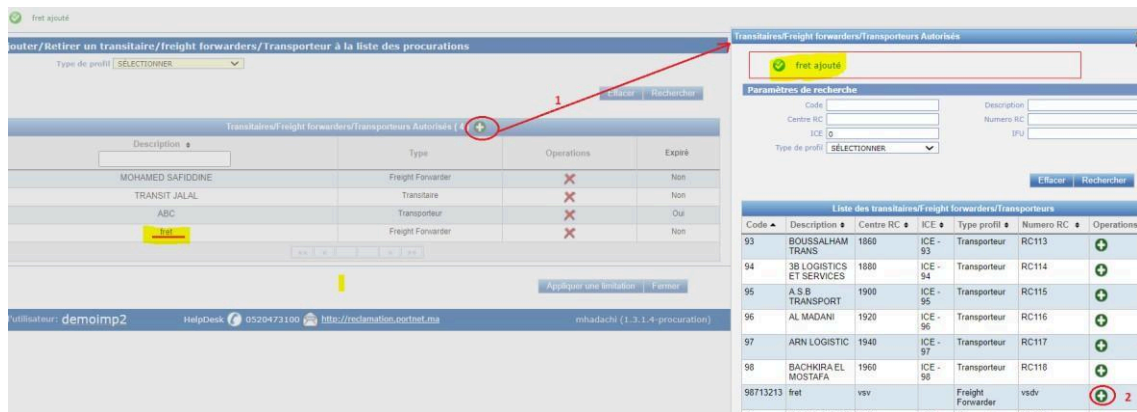 fret ajouté
jouter/Retirer un transitaire/freight forwarders/Transporteur à la liste des procurations
Type de profil SÉLECTIONNER
Effacer Rechercher
1
Transitaires/Freight forwarders/Transporteurs Autorisés ( 4 )
Description Type Operations Expiré
MOHAMED SAFIDDINE Freight Forwarder Non
TRANSIT JALAL Transitaire Non
ABC Transporteur Oui
fret Freight Forwarder Non
Appliquer une limitation Fermer
l'utilisateur: demoimp2 HelpDesk 0520473100 http://reclamation.portnet.ma mhadachi (1.3.1.4-procuration)
Transitaires/Freight forwarders/Transporteurs Autorisés
fret ajouté
Paramètres de recherche
Code Description
Centre RC Numero RC
ICE 0 IFU
Type de profil SÉLECTIONNER
Effacer Rechercher
Liste des transitaires/Freight forwarders/Transporteurs
Code Description Centre RC ICE Type profil Numero RC Operations
93 BOUSSALHAM 1860 ICE - Transporteur RC113
TRANS 93
94 3B LOGISTICS 1880 ICE - Transporteur RC114
ET SERVICES 94
95 A.S.B 1900 ICE - Transporteur RC115
TRANSPORT 95
96 AL MADANI 1920 ICE - Transporteur RC116
96
97 ARN LOGISTIC 1940 ICE - Transporteur RC117
97
98 BACHKIRA EL 1960 ICE - Transporteur RC118
MOSTAFA 98
98713213 fret vsv Freight vsdv 2
Forwarder